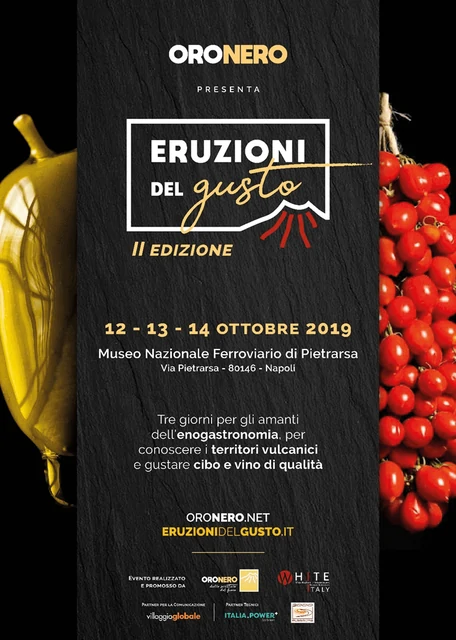 ORONERO
PRESENTA
ERUZIONI
DEL gusto
II EDIZIONE
12 - 13 - 14 OTTOBRE 2019
Museo Nazionale Ferroviario di Pietrarsa
Via Pietrarsa - 80146 - Napoli
Tre giorni per gli amanti
dell'enogastronomia, per
conoscere i territori vulcanici
e gustare cibo e vino di qualità
ORONERO.NET
ERUZIONIDELGUSTO.IT
EVENTO REALIZZATO
E PROMOSSO DA
ORONERO
WHITE
ITALY
PARTNER PER LA COMUNICAZIONE
villaggioglobale
PARTNER TECNICI
ITALIA.POWER